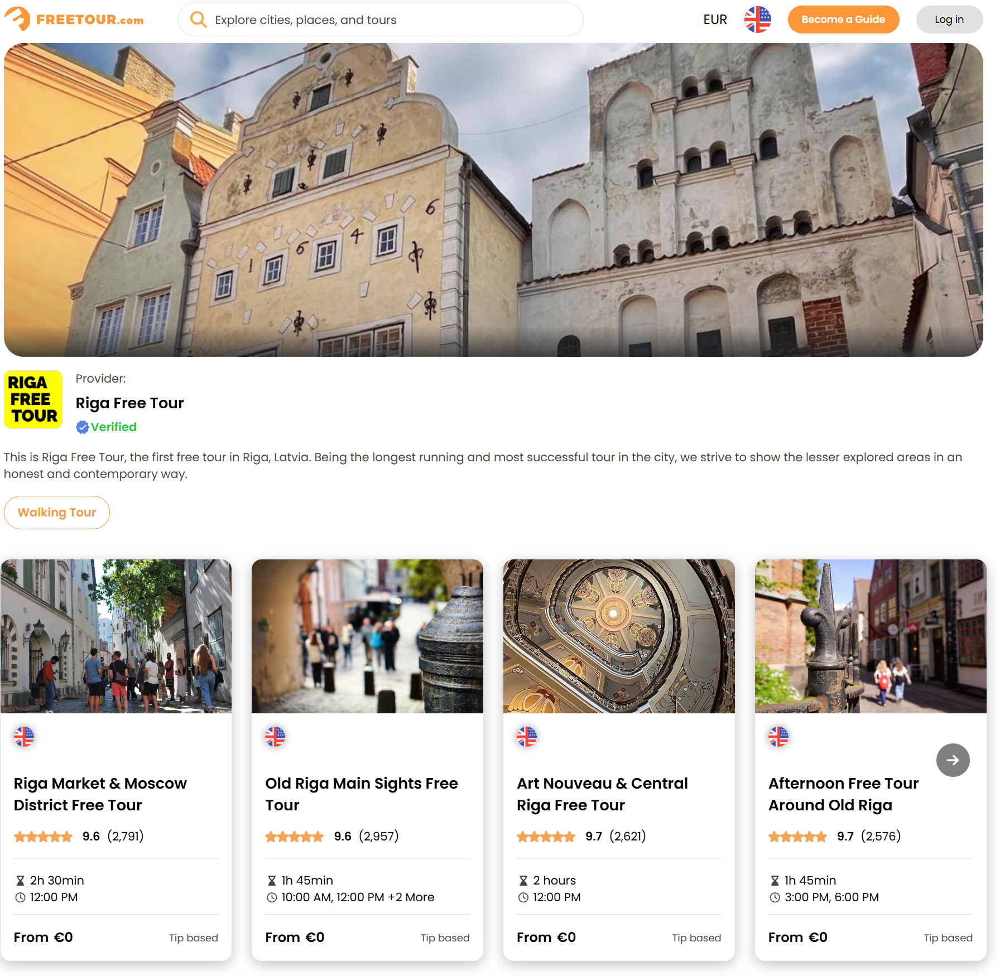 FREETOUR.com
Explore cities, places, and tours
EUR
Become a Guide
Log in
1 6 6 4 6
RIGA
FREE
TOUR
Provider:
Riga Free Tour
Verified
This is Riga Free Tour, the first free tour in Riga, Latvia. Being the longest running and most successful tour in the city, we strive to show the lesser explored areas in an
honest and contemporary way.
Walking Tour
Riga Market & Moscow
District Free Tour
9.6 (2,791)
2h 30min
12:00 PM
From €0
Tip based
Old Riga Main Sights Free
Tour
9.6 (2,957)
1h 45min
10:00 AM, 12:00 PM +2 More
From €0
Tip based
Art Nouveau & Central
Riga Free Tour
9.7 (2,621)
2 hours
12:00 PM
From €0
Tip based
Afternoon Free Tour
Around Old Riga
9.7 (2,576)
1h 45min
3:00 PM, 6:00 PM
From €0
Tip based